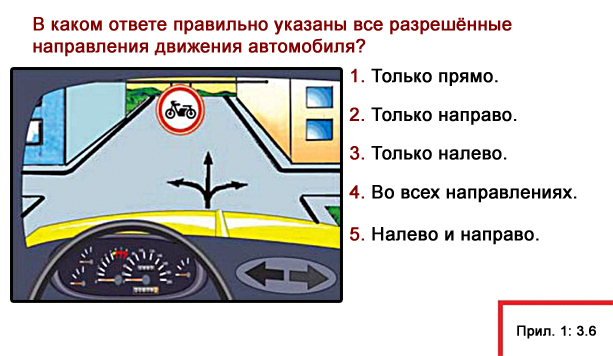 В каком ответе правильно указаны все разрешённые
направления движения автомобиля?
1. Только прямо.
2. Только направо.
3. Только налево.
4. Во всех направлениях.
5. Налево и направо.
Прил. 1: 3.6